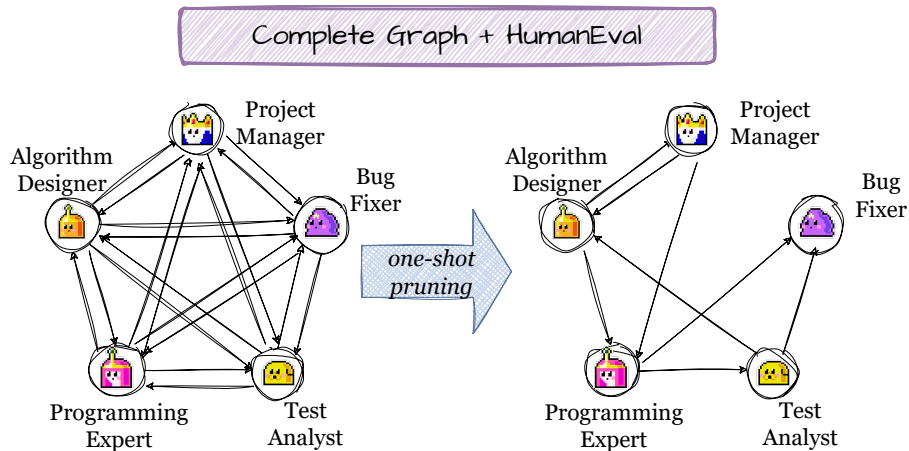 Complete Graph + HumanEval
Project
Manager
Algorithm
Designer
Bug
Fixer
Programming
Expert
Test
Analyst
one-shot
pruning
Project
Manager
Algorithm
Designer
Bug
Fixer
Programming
Expert
Test
Analyst